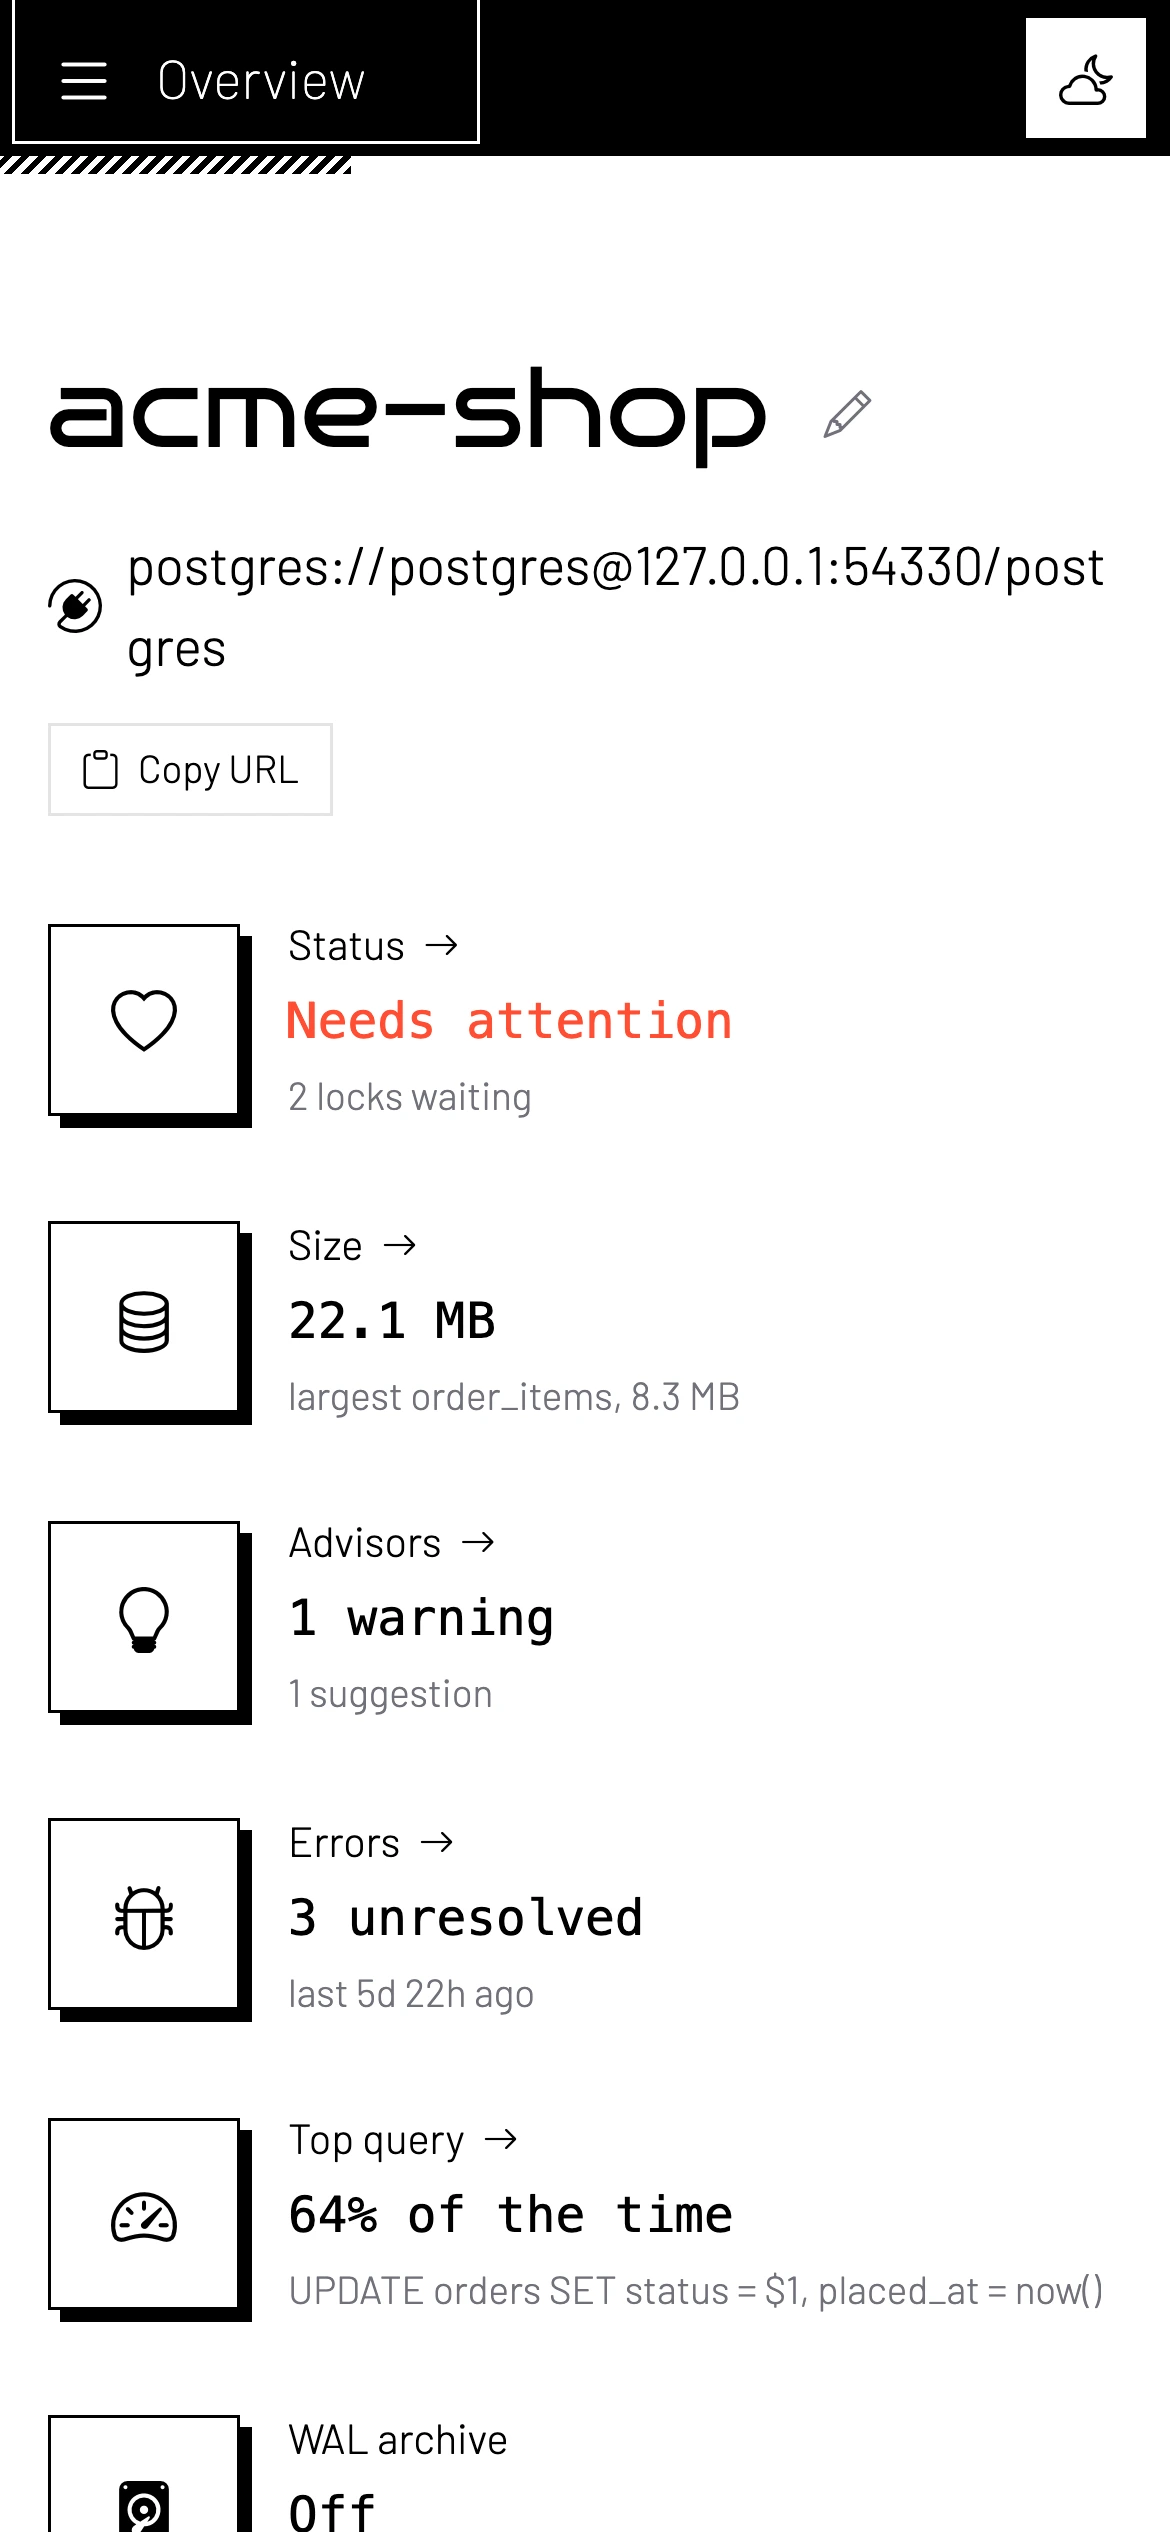 Overview
acme-shop
postgres://postgres@127.0.0.1:54330/post
gres
Copy URL
Status →
Needs attention
2 locks waiting
Size →
22.1 MB
largest order_items, 8.3 MB
Advisors →
1 warning
1 suggestion
Errors →
3 unresolved
last 5d 22h ago
Top query →
64% of the time
UPDATE orders SET status = $1, placed_at = now()
WAL archive
Off